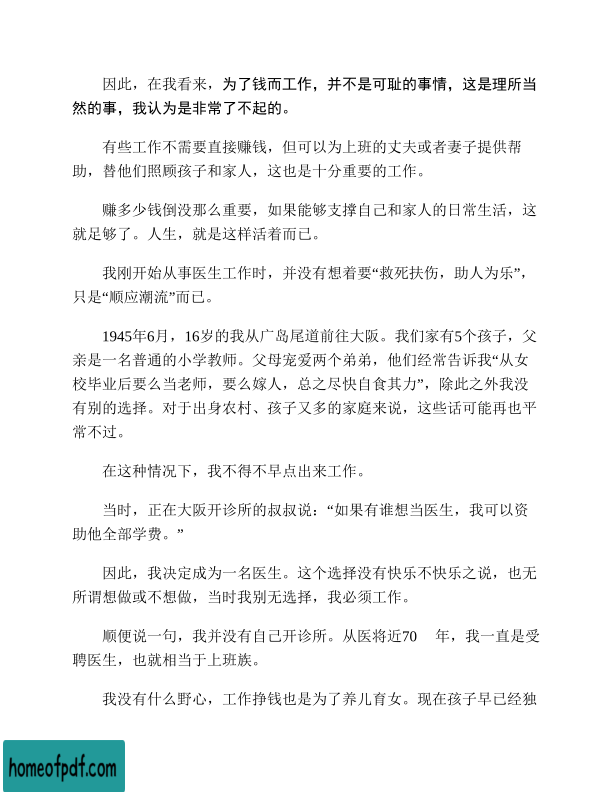 因此，在我看来，为了钱而工作，并不是可耻的事情，这是理所当
然的事，我认为是非常了不起的。
有些工作不需要直接赚钱，但可以为上班的丈夫或者妻子提供帮
助，替他们照顾孩子和家人，这也是十分重要的工作。
赚多少钱倒没那么重要，如果能够支撑自己和家人的日常生活，这
就足够了。人生，就是这样活着而已。
我刚开始从事医生工作时，并没有想着要“救死扶伤，助人为乐”，
只是“顺应潮流”而已。
1945年6月，16岁的我从广岛尾道前往大阪。我们家有5个孩子，父
亲是一名普通的小学教师。父母宠爱两个弟弟，他们经常告诉我“从女
校毕业后要么当老师，要么嫁人，总之尽快自食其力”，除此之外我没
有别的选择。对于出身农村、孩子又多的家庭来说，这些话可能再也平
常不过。
在这种情况下，我不得不早点出来工作。
当时，正在大阪开诊所的叔叔说：“如果有谁想当医生，我可以资
助他全部学费。”
因此，我决定成为一名医生。这个选择没有快乐不快乐之说，也无
所谓想做或不想做，当时我别无选择，我必须工作。
顺便说一句，我并没有自己开诊所。从医将近70 年，我一直是受
聘医生，也就相当于上班族。
我没有什么野心，工作挣钱也是为了养儿育女。现在孩子早已经独
homeofpdf.com